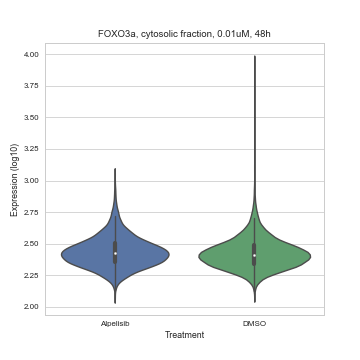 FOXO3a, cytosolic fraction, 0.01uM, 48h
4.00
3.75
3.50
3.25
3.00
2.75
2.50
2.25
2.00
Expression (log10)
Alpelisib
DMSO
Treatment